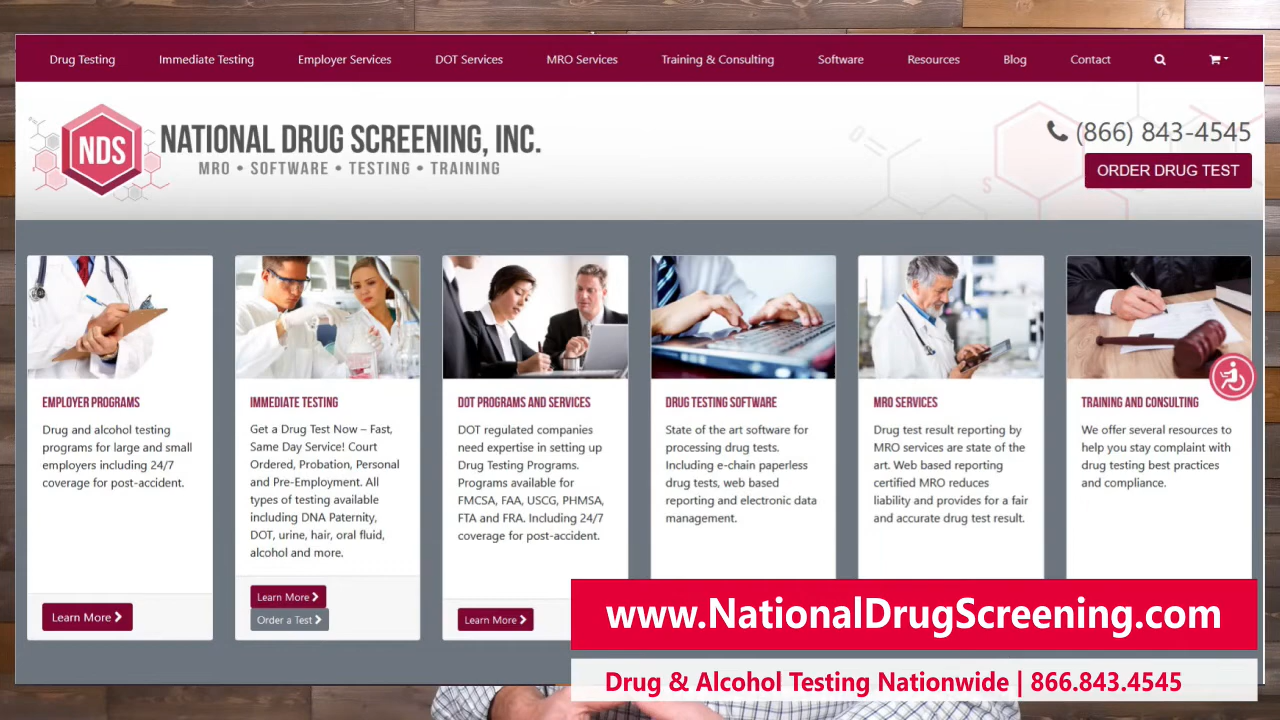 Drug Testing Immediate Testing Employer Services DOT Services MRO Services Training & Consulting Software Resources Blog Contact
NDS
NATIONAL DRUG SCREENING, INC.
MRO • SOFTWARE • TESTING • TRAINING
(866) 843-4545
ORDER DRUG TEST
EMPLOYER PROGRAMS
Drug and alcohol testing
programs for large and small
employers including 24/7
coverage for post-accident.
Learn More
IMMEDIATE TESTING
Get a Drug Test Now – Fast,
Same Day Service! Court
Ordered, Probation, Personal
and Pre-Employment. All
types of testing available
including DNA Paternity,
DOT, urine, hair, oral fluid,
alcohol and more.
Learn More
Order a Test
DOT PROGRAMS AND SERVICES
DOT regulated companies
need expertise in setting up
Drug Testing Programs.
Programs available for
FMCSA, FAA, USCG, PHMSA,
FTA and FRA. Including 24/7
coverage for post-accident.
Learn More
DRUG TESTING SOFTWARE
State of the art software for
processing drug tests.
Including e-chain paperless
drug tests, web based
reporting and electronic data
management.
MRO SERVICES
Drug test result reporting by
MRO services are state of the
art. Web based reporting
certified MRO reduces
liability and provides for a fair
and accurate drug test result.
TRAINING AND CONSULTING
We offer several resources to
help you stay compliant with
drug testing best practices
and compliance.
S
www.NationalDrugScreening.com
Drug & Alcohol Testing Nationwide | 866.843.4545